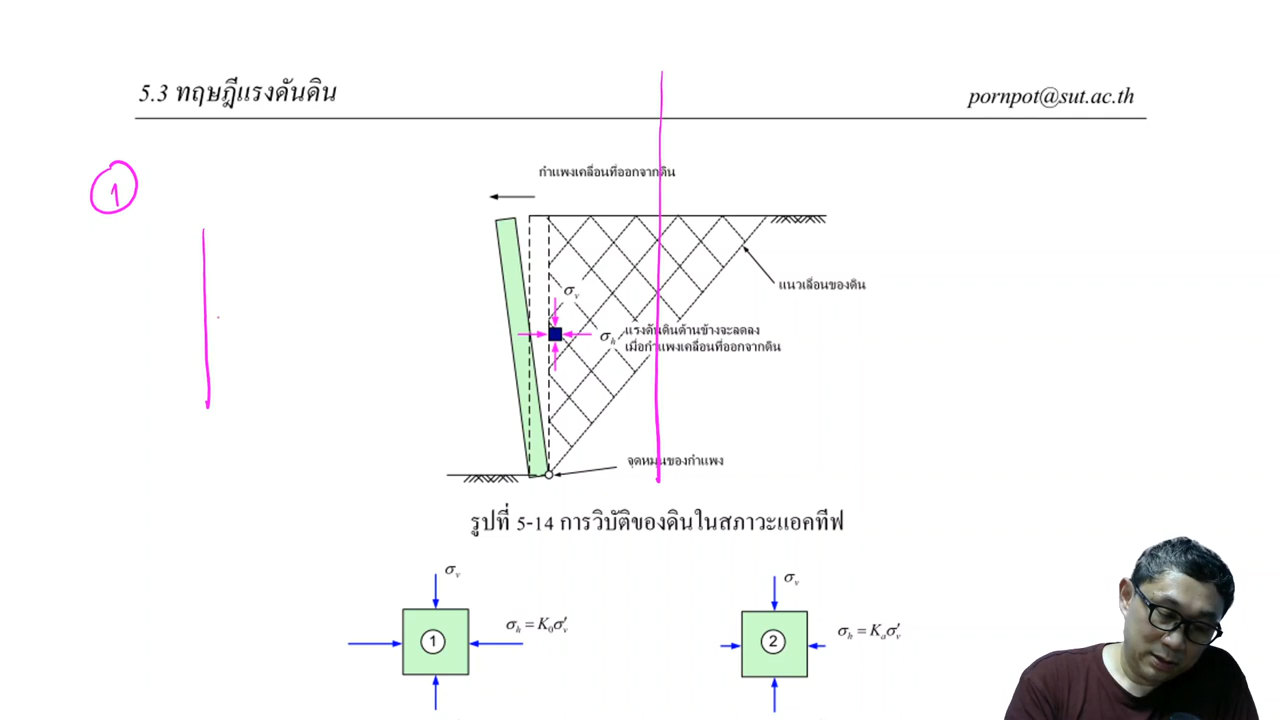 5.3 ทฤษฎีแรงดันดิน
pornpot@sut.ac.th
1
กำแพงเคลื่อนที่ออกจากดิน
แนวเลื่อนของดิน
σv
σh
แรงดันดินด้านข้างจะลดลง
เมื่อกำแพงเคลื่อนที่ออกจากดิน
จุดหมุนของกำแพง
รูปที่ 5-14 การวิบัติของดินในสภาวะแอคทีฟ
σv
σh = K0σ′v
1
σv
σh = Kaσ′v
2